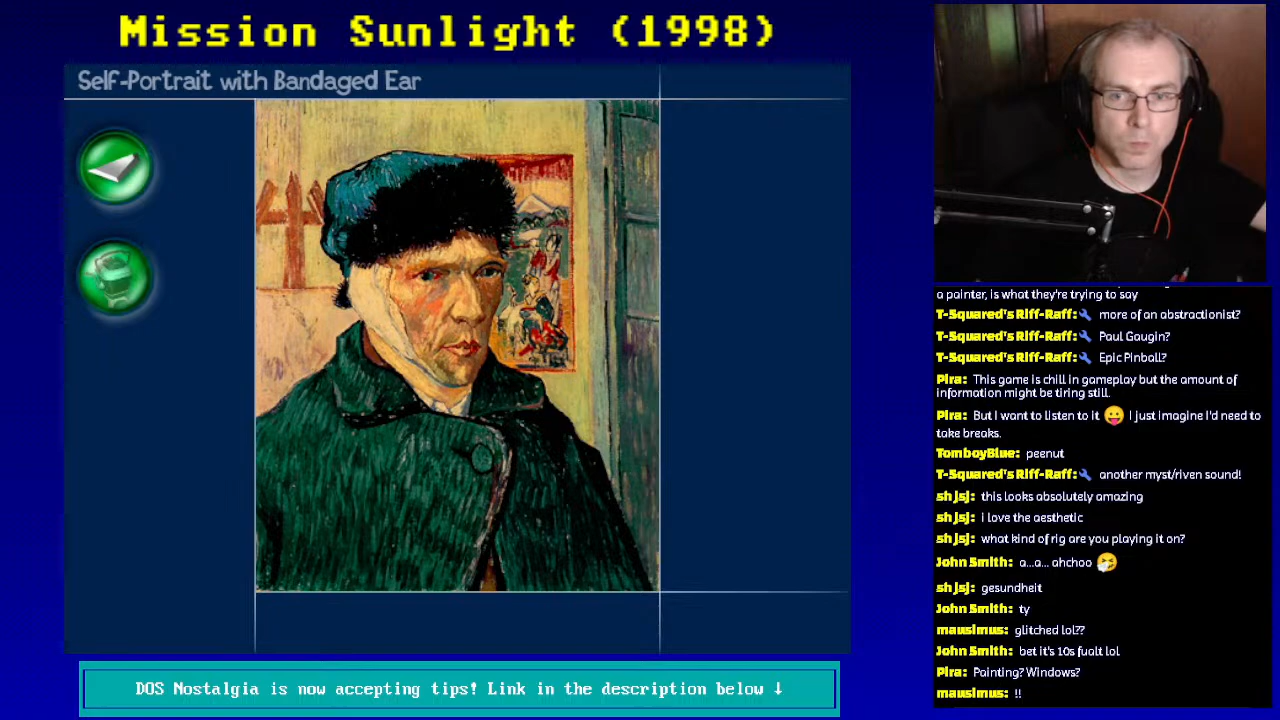 Mission Sunlight (1998)
Self-Portrait with Bandaged Ear
a painter, is what they're trying to say
T-Squared's Riff-Raff: more of an abstractionist?
T-Squared's Riff-Raff: Paul Gaugin?
T-Squared's Riff-Raff: Epic Pinball?
Pira: This game is chill in gameplay but the amount of
information might be tiring still.
Pira: But I want to listen to it 😛 I just imagine I'd need to
take breaks.
TomboyBlue: peenut
T-Squared's Riff-Raff: another myst/riven sound!
sh jsj: this looks absolutely amazing
sh jsj: i love the aesthetic
sh jsj: what kind of rig are you playing it on?
John Smith: a...a... ahchoo 🤧
sh jsj: gesundheit
John Smith: ty
mausimus: glitched lol??
John Smith: bet it's 10s fualt lol
Pira: Painting? Windows?
mausimus: !!
DOS Nostalgia is now accepting tips! Link in the description below ↓